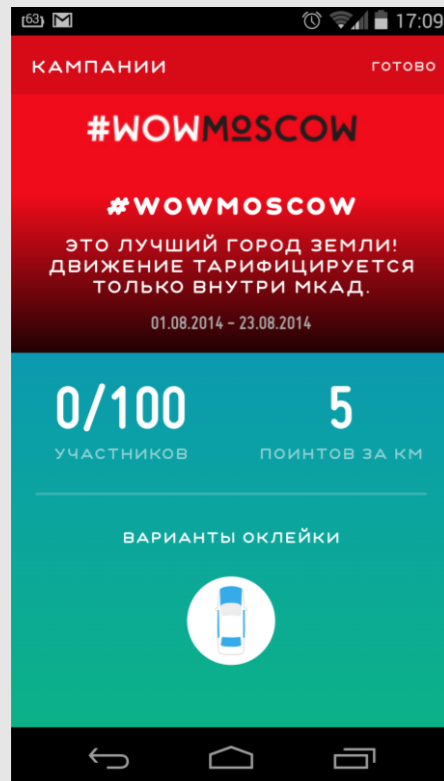 63 17:09
КАМПАНИИ ГОТОВО
#WOWMOSCOW
#WOWMOSCOW
ЭТО ЛУЧШИЙ ГОРОД ЗЕМЛИ!
ДВИЖЕНИЕ ТАРИФИЦИРУЕТСЯ
ТОЛЬКО ВНУТРИ МКАД.
01.08.2014 – 23.08.2014
0/100 5
УЧАСТНИКОВ ПОИНТОВ ЗА КМ
ВАРИАНТЫ ОКЛЕЙКИ